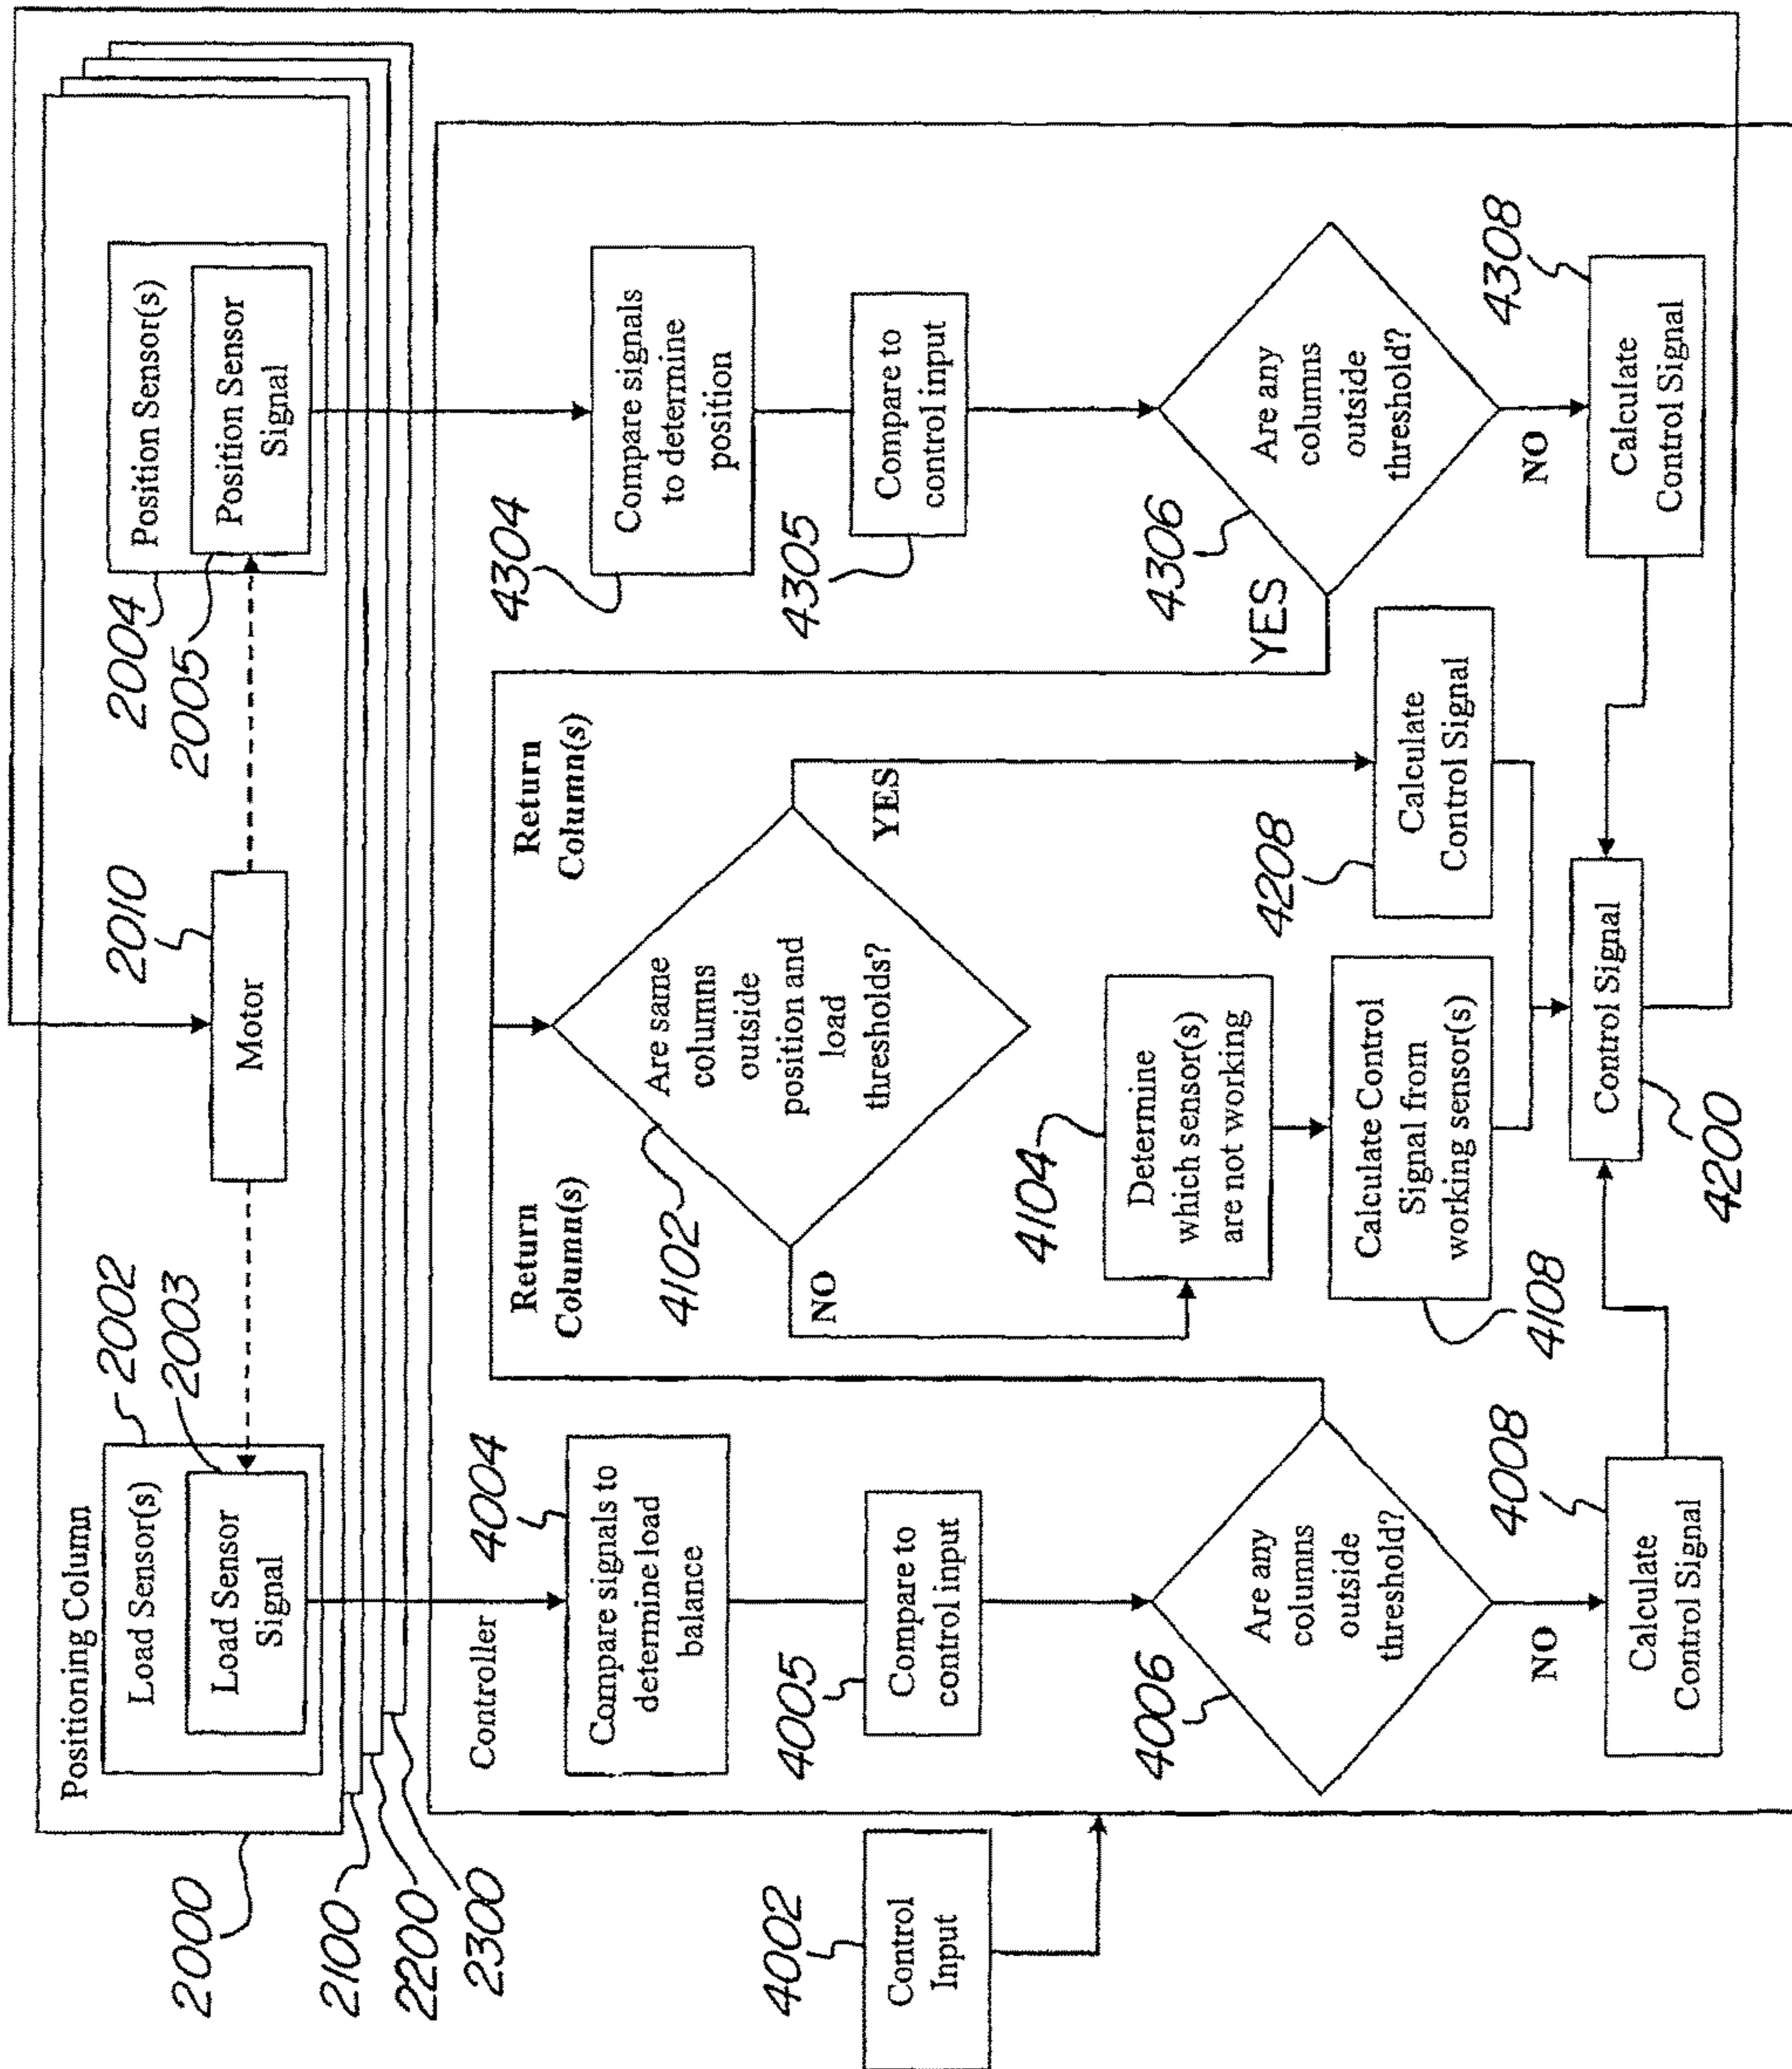 Positioning Column
2000
2100
2200
2300
Load Sensor(s)
2002
Load Sensor
Signal
2003
Motor
2010
Position Sensor(s)
2004
Position Sensor
Signal
2005
Control
Input
4002
Controller
Compare signals to
determine load
balance
4004
Compare to
control input
4005
Are any
columns
outside
threshold?
4006
NO
Calculate
Control Signal
4008
Return
Column(s)
Return
Column(s)
Are same
columns
outside
position and
load
thresholds?
4102
NO
YES
Determine
which sensor(s)
are not working
4104
Calculate Control
Signal from
working sensor(s)
4108
Calculate
Control Signal
4208
Control Signal
4200
Compare signals
to determine
position
4304
Compare to
control input
4305
Are any
columns
outside
threshold?
4306
YES
NO
Calculate
Control Signal
4308